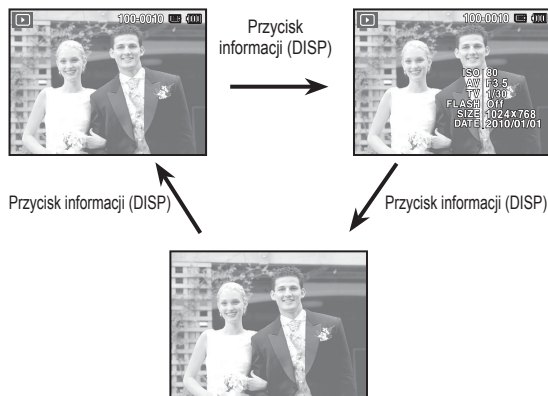 100-0010
Przycisk
informacji (DISP)
100-0010
ISO 80
AV F3.5
TV 1/30
FLASH Off
SIZE 1024X768
DATE 2010/01/01
Przycisk informacji (DISP)
Przycisk informacji (DISP)